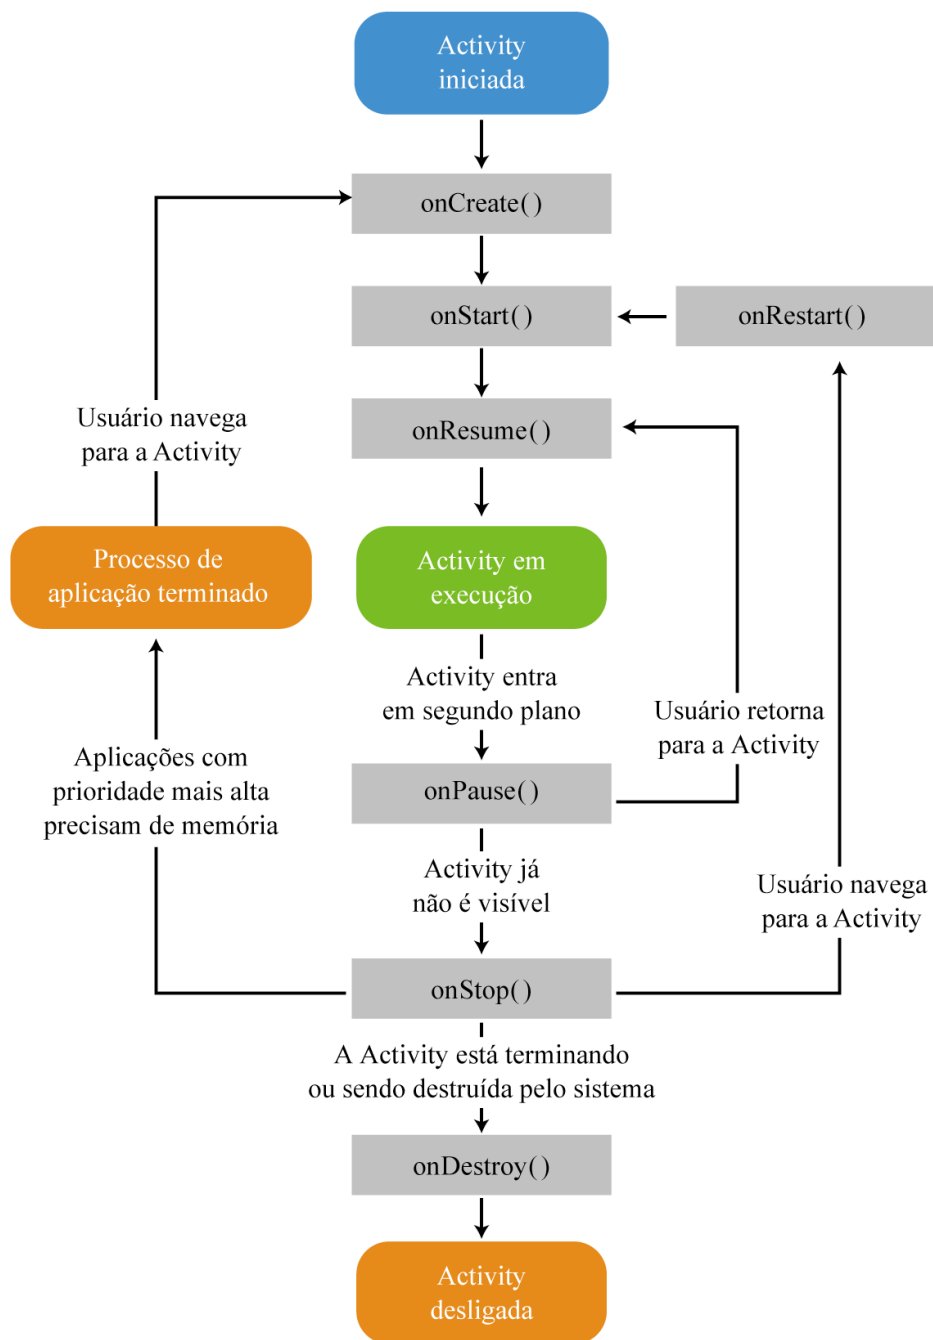 Activity
iniciada
onCreate()
onStart()
onRestart()
onResume()
Usuário navega
para a Activity
Processo de
aplicação terminado
Activity em
execução
Activity entra
em segundo plano
Usuário retorna
para a Activity
Aplicações com
prioridade mais alta
precisam de memória
onPause()
Activity já
não é visível
Usuário navega
para a Activity
onStop()
A Activity está terminando
ou sendo destruída pelo sistema
onDestroy()
Activity
desligada